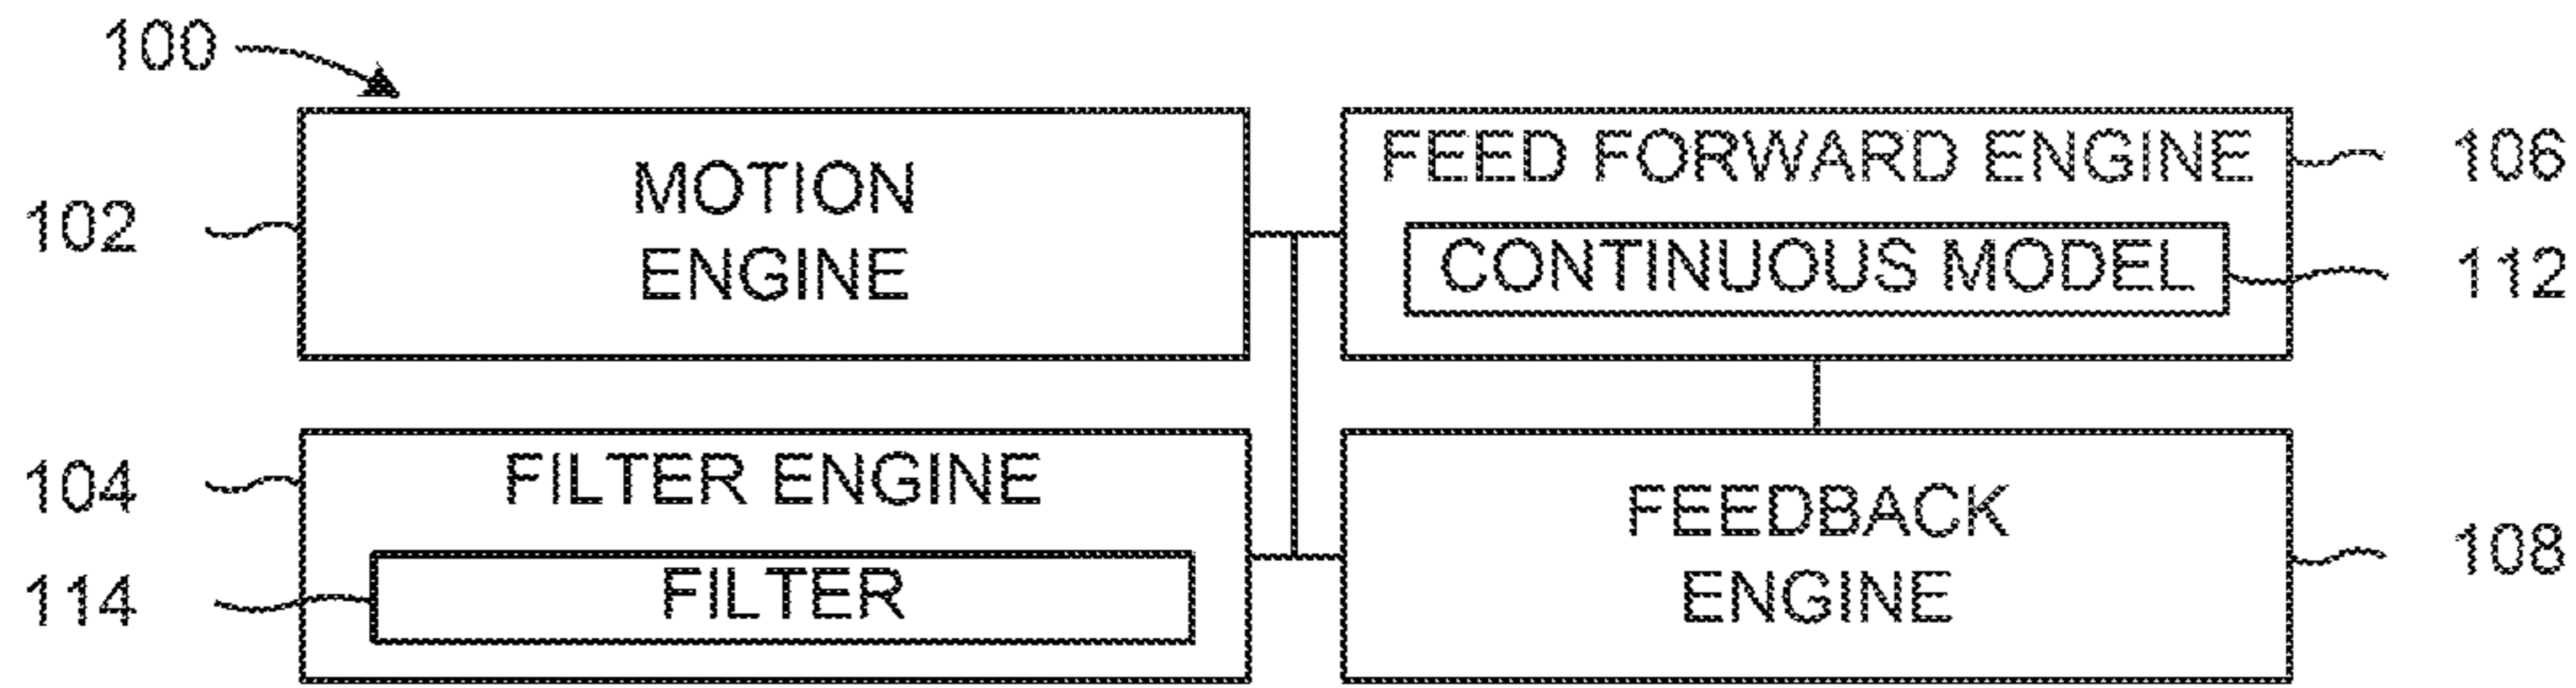 100
MOTION
ENGINE
102
FEED FORWARD ENGINE
106
CONTINUOUS MODEL
112
FILTER ENGINE
104
FILTER
114
FEEDBACK
ENGINE
108